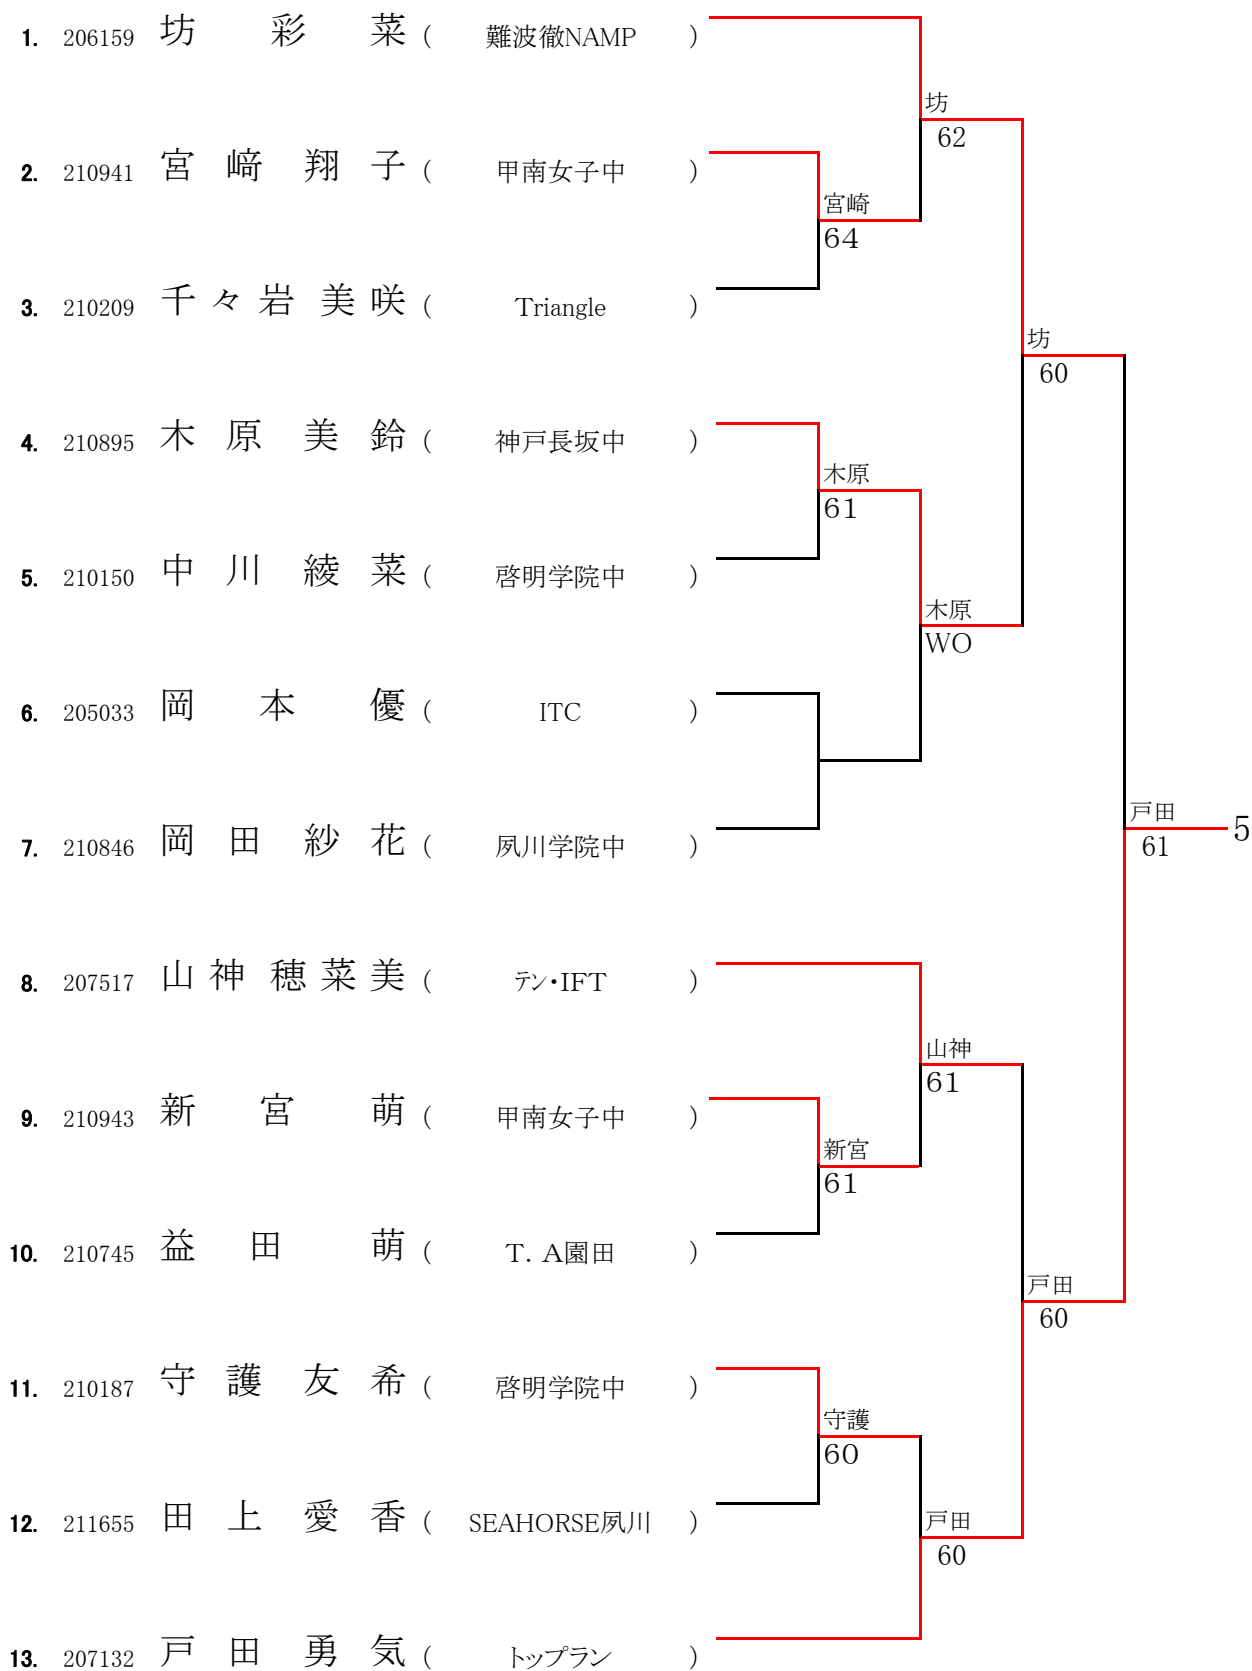 1. 206159 坊 彩 菜 ( 難波徹NAMP )
坊
62
2. 210941 宮 﨑 翔 子 ( 甲南女子中 )
宮崎
64
3. 210209 千 々 岩 美 咲 ( Triangle )
坊
60
4. 210895 木 原 美 鈴 ( 神戸長坂中 )
木原
61
5. 210150 中 川 綾 菜 ( 啓明学院中 )
木原
WO
6. 205033 岡 本 優 ( ITC )
7. 210846 岡 田 紗 花 ( 夙川学院中 )
戸田
61
5
8. 207517 山 神 穂 菜 美 ( テン・IFT )
山神
61
9. 210943 新 宮 萌 ( 甲南女子中 )
新宮
61
10. 210745 益 田 萌 ( T. A園田 )
戸田
60
11. 210187 守 護 友 希 ( 啓明学院中 )
守護
60
12. 211655 田 上 愛 香 ( SEAHORSE夙川 )
戸田
60
13. 207132 戸 田 勇 気 ( トップラン )